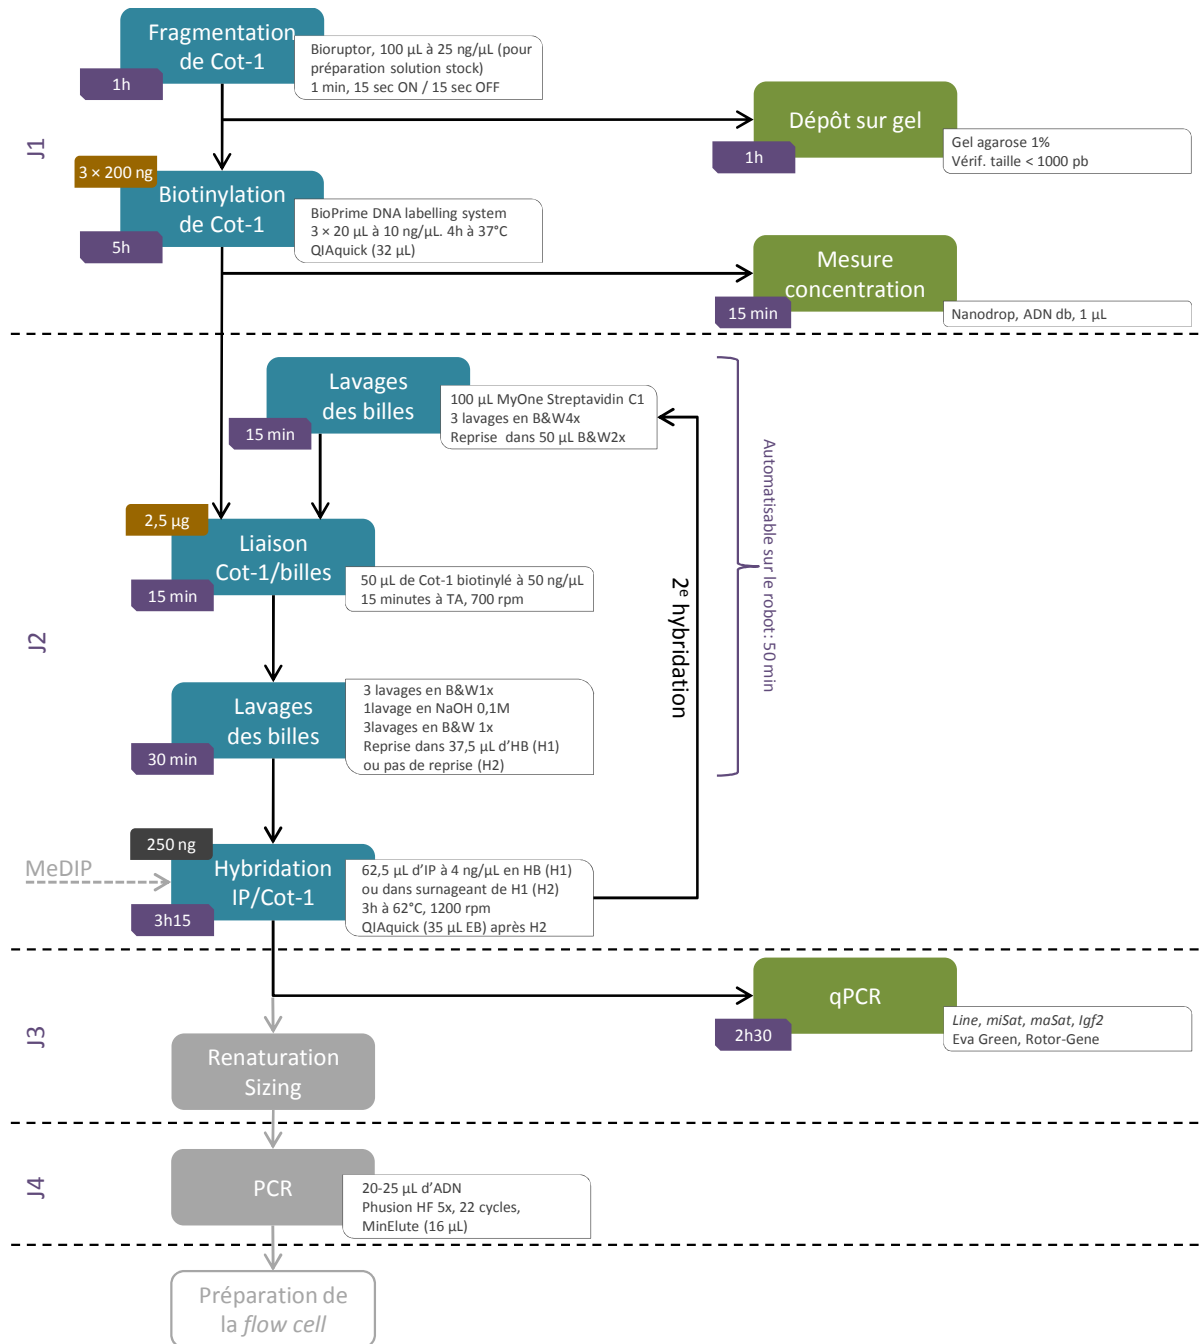 Fragmentation
de Cot-1
1h
Bioruptor, 100 µL à 25 ng/µL (pour
préparation solution stock)
1 min, 15 sec ON / 15 sec OFF
J1
Dépôt sur gel
1h
Gel agarose 1%
Vérif. taille < 1000 pb
3 × 200 ng
Biotinylation
de Cot-1
5h
BioPrime DNA labelling system
3 × 20 µL à 10 ng/µL. 4h à 37°C
QIAquick (32 µL)
Mesure
concentration
15 min
Nanodrop, ADN db, 1 µL
J2
Lavages
des billes
15 min
100 µL MyOne Streptavidin C1
3 lavages en B&W4x
Reprise dans 50 µL B&W2x
Automatisable sur le robot: 50 min
2e hybridation
2,5 µg
Liaison
Cot-1/billes
15 min
50 µL de Cot-1 biotinylé à 50 ng/µL
15 minutes à TA, 700 rpm
Lavages
des billes
30 min
3 lavages en B&W1x
1lavage en NaOH 0,1M
3lavages en B&W 1x
Reprise dans 37,5 µL d’HB (H1)
ou pas de reprise (H2)
MeDIP
250 ng
Hybridation
IP/Cot-1
3h15
62,5 µL d’IP à 4 ng/µL en HB (H1)
ou dans surnageant de H1 (H2)
3h à 62°C, 1200 rpm
QIAquick (35 µL EB) après H2
J3
qPCR
2h30
Line, miSat, maSat, Igf2
Eva Green, Rotor-Gene
Renaturation
Sizing
J4
PCR
20-25 µL d’ADN
Phusion HF 5x, 22 cycles,
MinElute (16 µL)
Préparation de
la flow cell